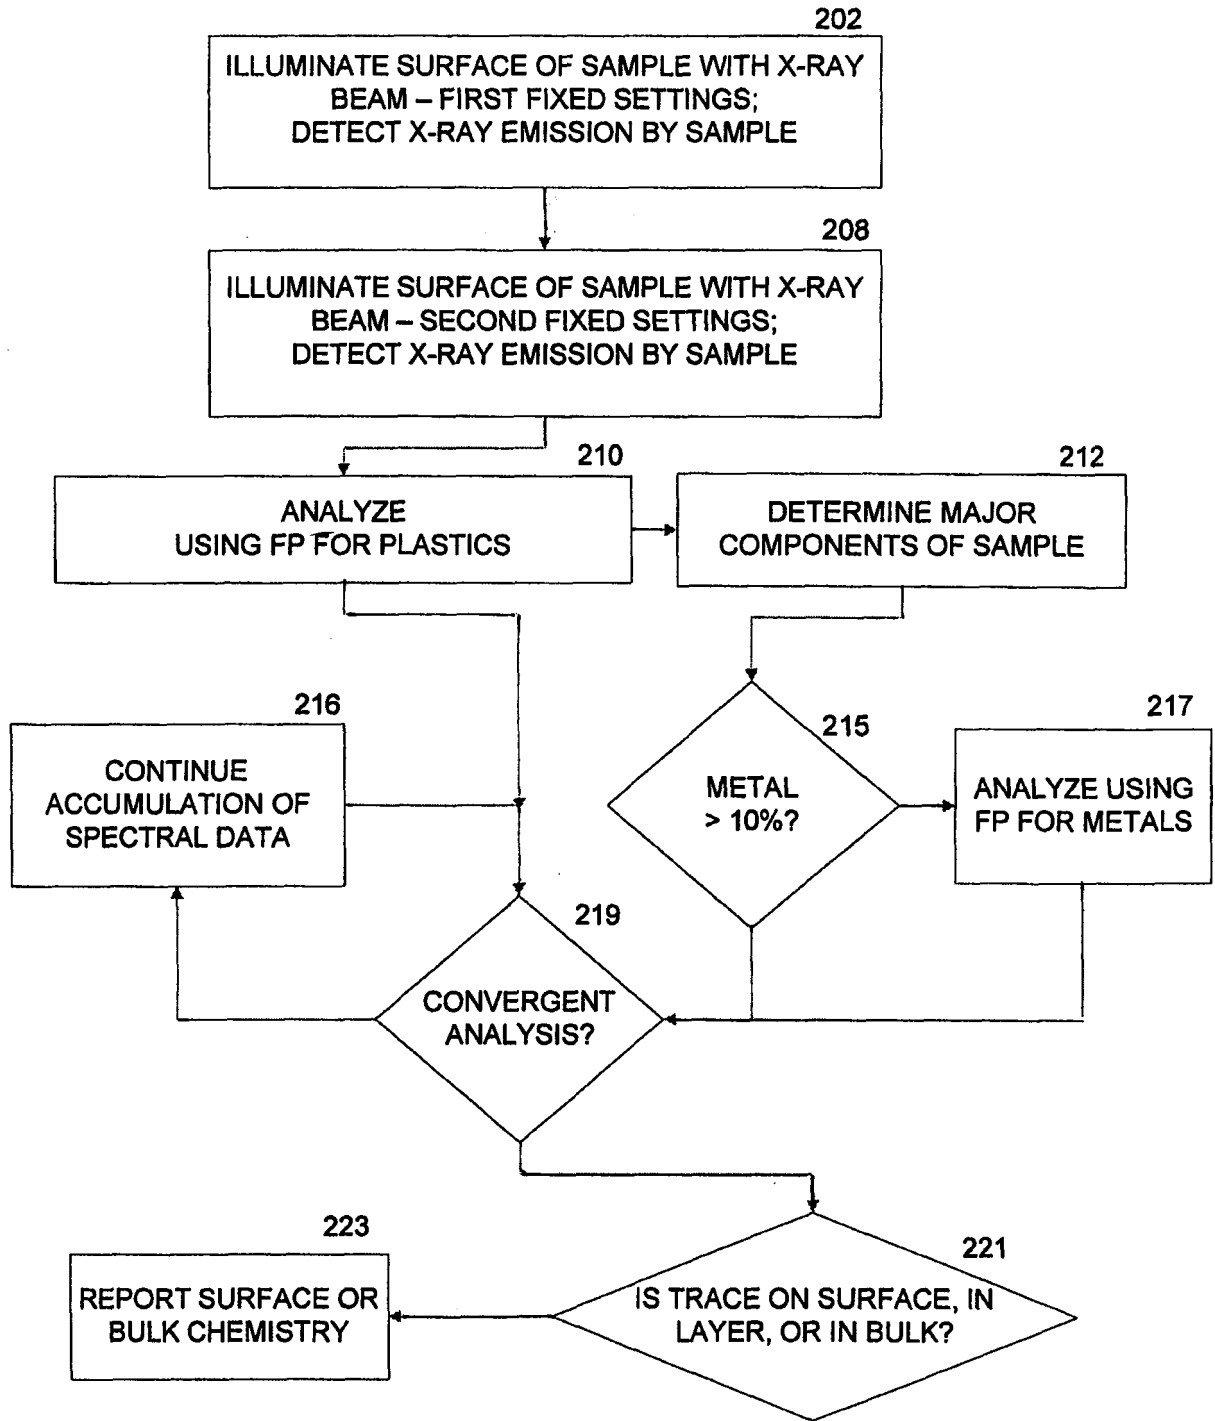 202
ILLUMINATE SURFACE OF SAMPLE WITH X-RAY
BEAM – FIRST FIXED SETTINGS;
DETECT X-RAY EMISSION BY SAMPLE
208
ILLUMINATE SURFACE OF SAMPLE WITH X-RAY
BEAM – SECOND FIXED SETTINGS;
DETECT X-RAY EMISSION BY SAMPLE
210
ANALYZE
USING FP FOR PLASTICS
212
DETERMINE MAJOR
COMPONENTS OF SAMPLE
216
CONTINUE
ACCUMULATION OF
SPECTRAL DATA
215
METAL
> 10%?
217
ANALYZE USING
FP FOR METALS
219
CONVERGENT
ANALYSIS?
223
REPORT SURFACE OR
BULK CHEMISTRY
221
IS TRACE ON SURFACE, IN
LAYER, OR IN BULK?